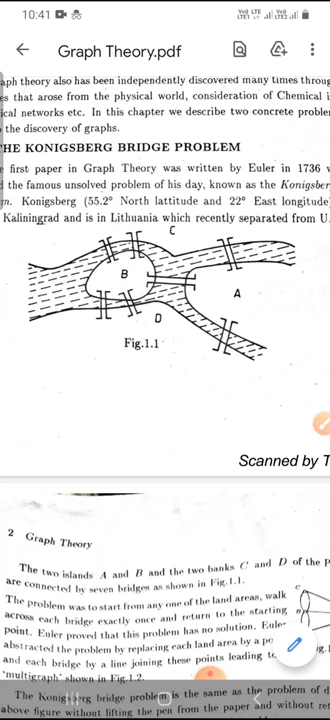 10:41
Vo) LTE LTE1 Vo) LTE2
Graph Theory.pdf
aph theory also has been independently discovered many times throug
es that arose from the physical world, consideration of Chemical i
ical networks etc. In this chapter we describe two concrete proble
the discovery of graphs.
HE KONIGSBERG BRIDGE PROBLEM
e first paper in Graph Theory was written by Euler in 1736 w
d the famous unsolved problem of his day, known as the Konigsber
m. Konigsberg (55.2° North lattitude and 22° East longitude)
Kaliningrad and is in Lithuania which recently separated from U.
C
B
A
D
Fig.1.1
Scanned by T
2 Graph Theory
The two islands A and B and the two banks C and D of the P
are connected by seven bridges as shown in Fig.1.1.
The problem was to start from any one of the land areas, walk
across each bridge exactly once and return to the starting
point. Euler proved that this problem has no solution. Euler
abstracted the problem by replacing each land area by a po
and each bridge by a line joining these points leading to
'multigraph' shown in Fig.1.2.
The Konigsberg bridge problem is the same as the problem of d
above figure without lifting the pen from the paper and without re